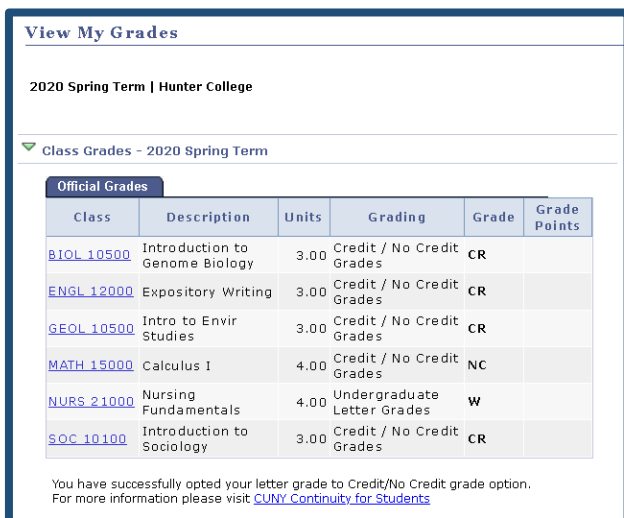 View My Grades
2020 Spring Term | Hunter College
Class Grades - 2020 Spring Term
Official Grades
Class Description Units Grading Grade Grade Points
BIOL 10500 Introduction to Genome Biology 3.00 Credit / No Credit Grades CR
ENGL 12000 Expository Writing 3.00 Credit / No Credit Grades CR
GEOL 10500 Intro to Envir Studies 3.00 Credit / No Credit Grades CR
MATH 15000 Calculus I 4.00 Credit / No Credit Grades NC
NURS 21000 Nursing Fundamentals 4.00 Undergraduate Letter Grades W
SOC 10100 Introduction to Sociology 3.00 Credit / No Credit Grades CR
You have successfully opted your letter grade to Credit/No Credit grade option.
For more information please visit CUNY Continuity for Students